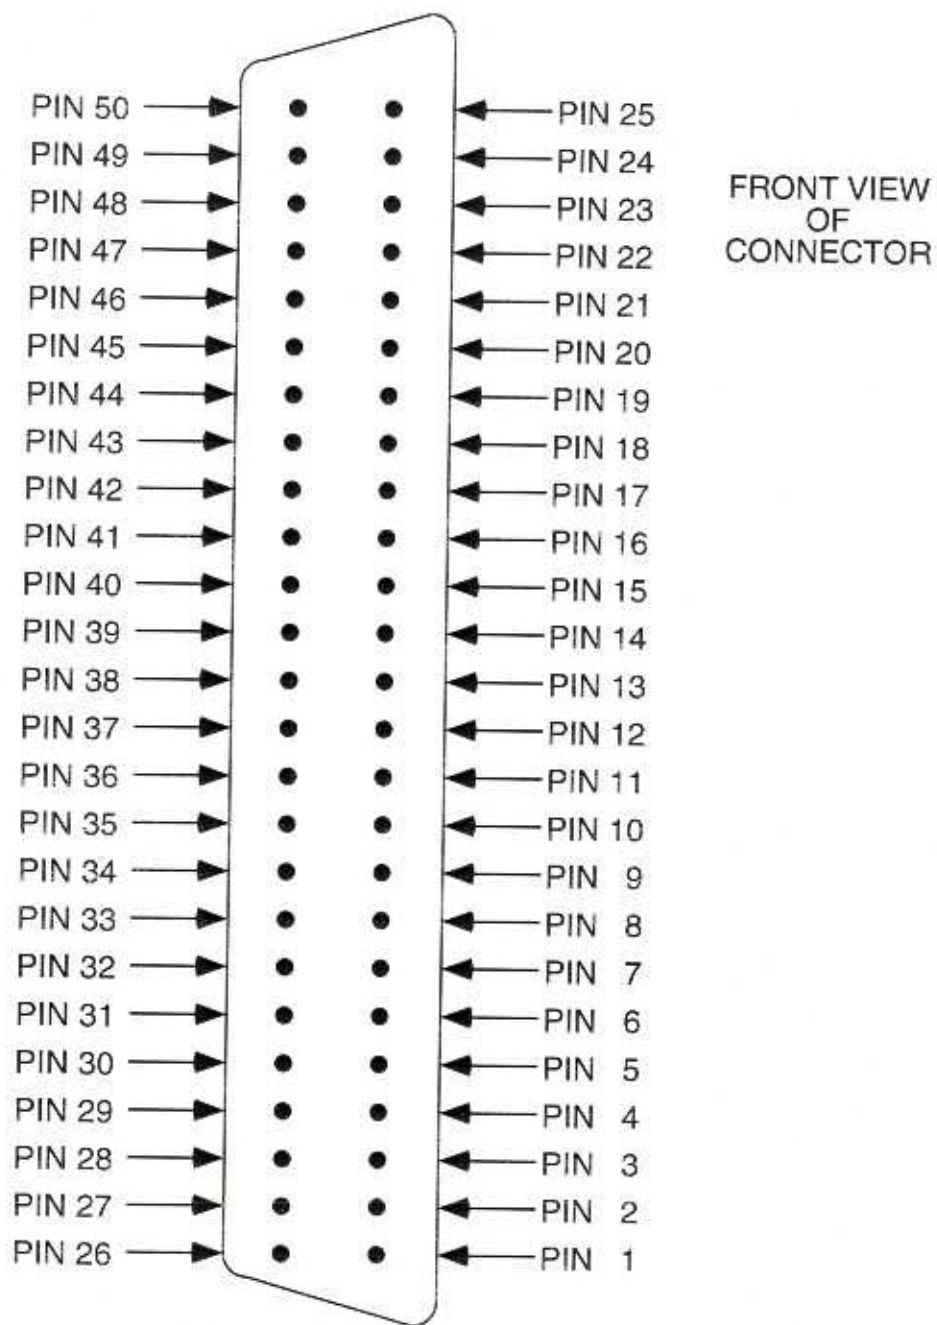 PIN 50
PIN 25
PIN 49
PIN 24
PIN 48
PIN 23
PIN 47
PIN 22
PIN 46
PIN 21
PIN 45
PIN 20
PIN 44
PIN 19
PIN 43
PIN 18
PIN 42
PIN 17
PIN 41
PIN 16
PIN 40
PIN 15
PIN 39
PIN 14
PIN 38
PIN 13
PIN 37
PIN 12
PIN 36
PIN 11
PIN 35
PIN 10
PIN 34
PIN 9
PIN 33
PIN 8
PIN 32
PIN 7
PIN 31
PIN 6
PIN 30
PIN 5
PIN 29
PIN 4
PIN 28
PIN 3
PIN 27
PIN 2
PIN 26
PIN 1
FRONT VIEW
OF
CONNECTOR